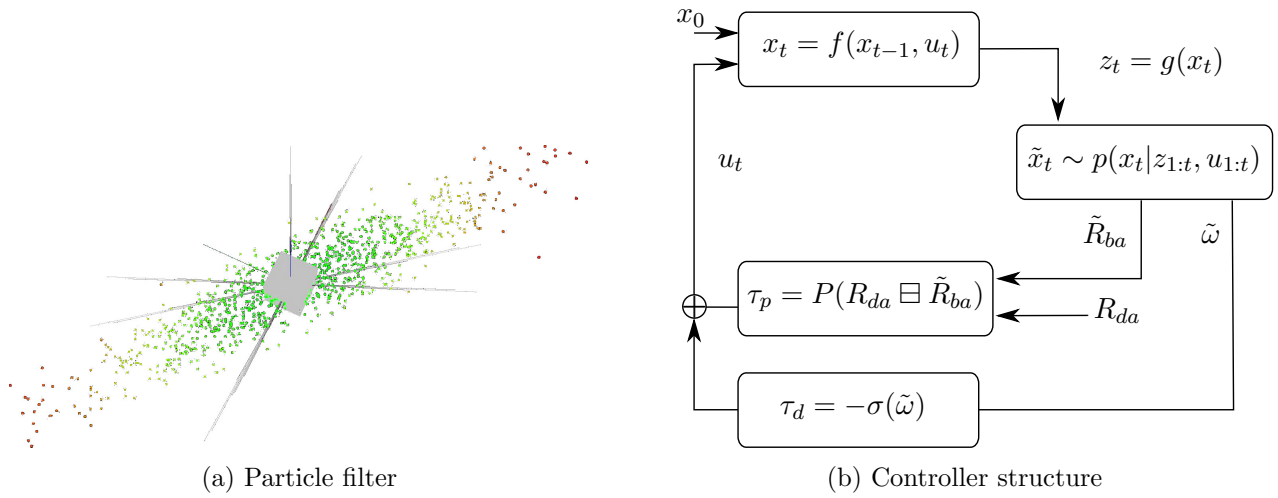 x_0
x_t = f(x_{t−1}, u_t)
z_t = g(x_t)
u_t
x̃_t ∼ p(x_t|z_{1:t}, u_{1:t})
R̃_{ba}
ω̃
τ_p = P(R_{da} ⊟ R̃_{ba})
R_{da}
τ_d = −σ(ω̃)
(a) Particle filter
(b) Controller structure